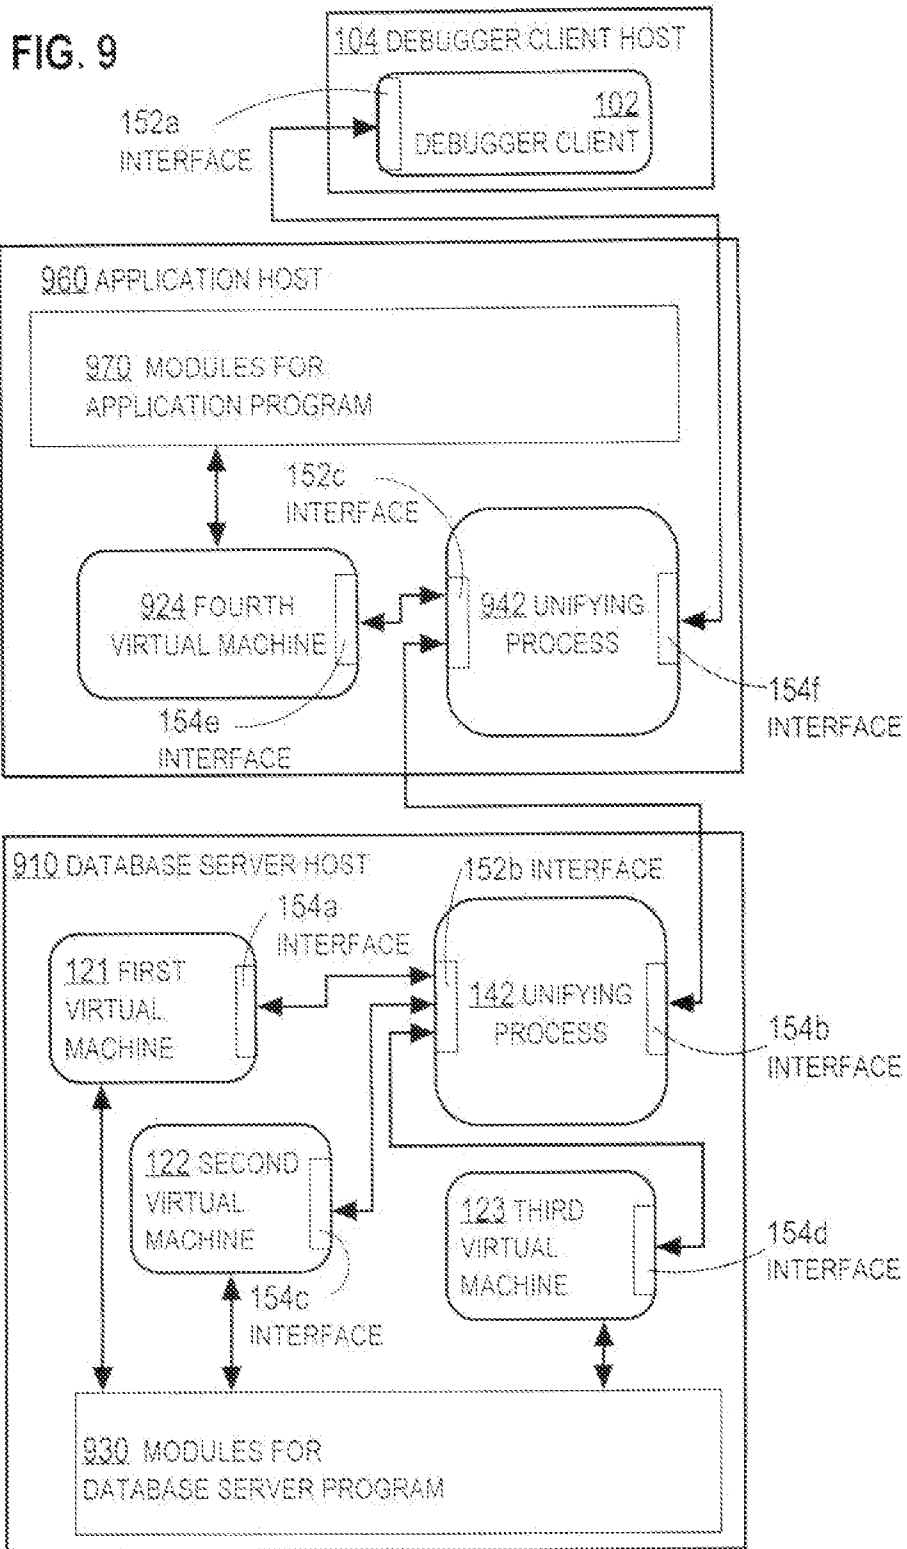 FIG. 9
104 DEBUGGER CLIENT HOST
102
DEBUGGER CLIENT
152a
INTERFACE
960 APPLICATION HOST
970 MODULES FOR
APPLICATION PROGRAM
152c
INTERFACE
924 FOURTH
VIRTUAL MACHINE
942 UNIFYING
PROCESS
154e
INTERFACE
154f
INTERFACE
910 DATABASE SERVER HOST
152b INTERFACE
154a
INTERFACE
121 FIRST
VIRTUAL
MACHINE
142 UNIFYING
PROCESS
154b
INTERFACE
122 SECOND
VIRTUAL
MACHINE
123 THIRD
VIRTUAL
MACHINE
154d
INTERFACE
154c
INTERFACE
930 MODULES FOR
DATABASE SERVER PROGRAM